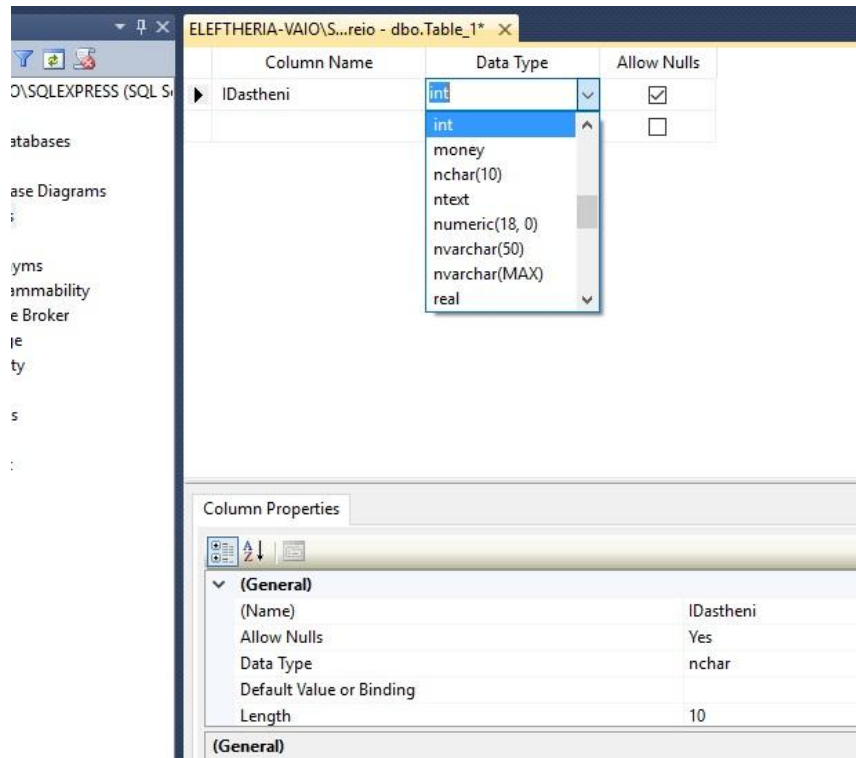 ELEFTHERIA-VAIO\S...reio - dbo.Table_1*
Column Name Data Type Allow Nulls
O\SQLEXPRESS (SQL S
IDastheni int
int
atabases
money
nchar(10)
ase Diagrams
ntext
s
numeric(18, 0)
nvarchar(50)
yms
nvarchar(MAX)
ammability
real
e Broker
ge
ty
s
Column Properties
(General)
(Name) IDastheni
Allow Nulls Yes
Data Type nchar
Default Value or Binding
Length 10
(General)